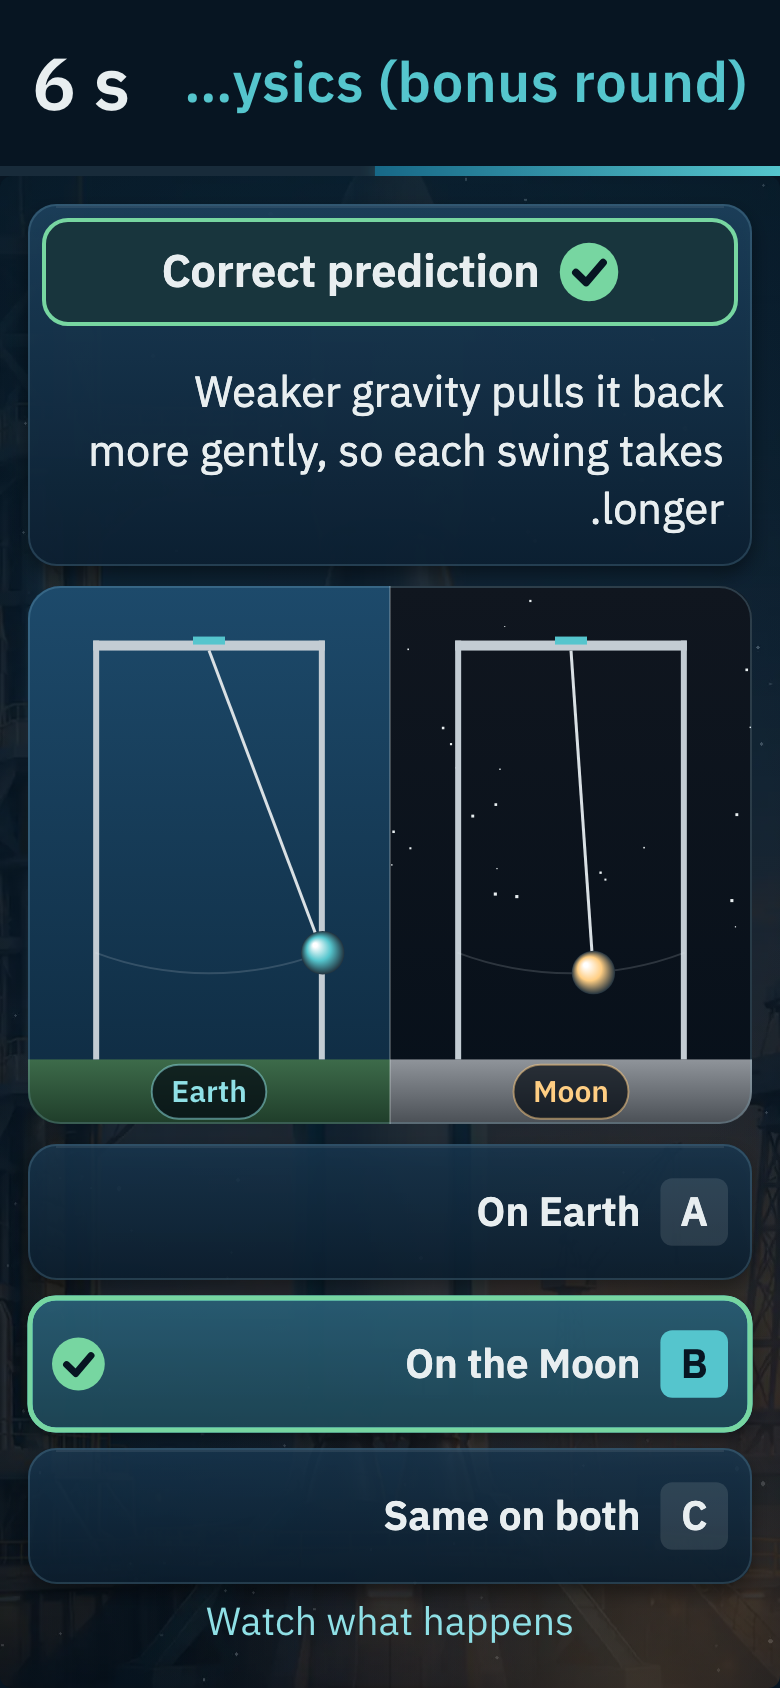 6 s
...ysics (bonus round)
Correct prediction
Weaker gravity pulls it back
more gently, so each swing takes
.longer
Earth
Moon
On Earth A
On the Moon B
Same on both C
Watch what happens